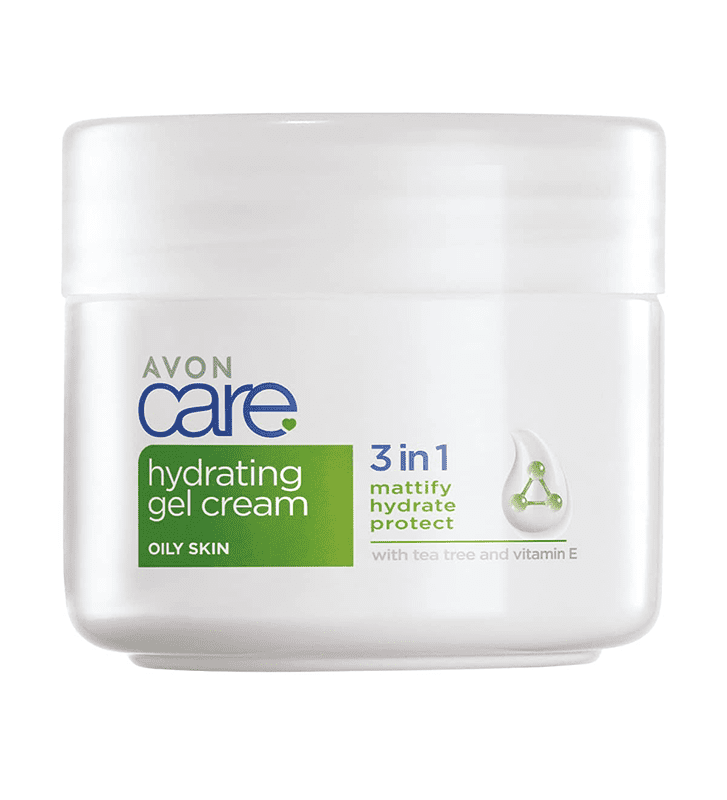 AVON
care
hydrating
gel cream
OILY SKIN
3 in 1
mattify
hydrate
protect
with tea tree and vitamin E